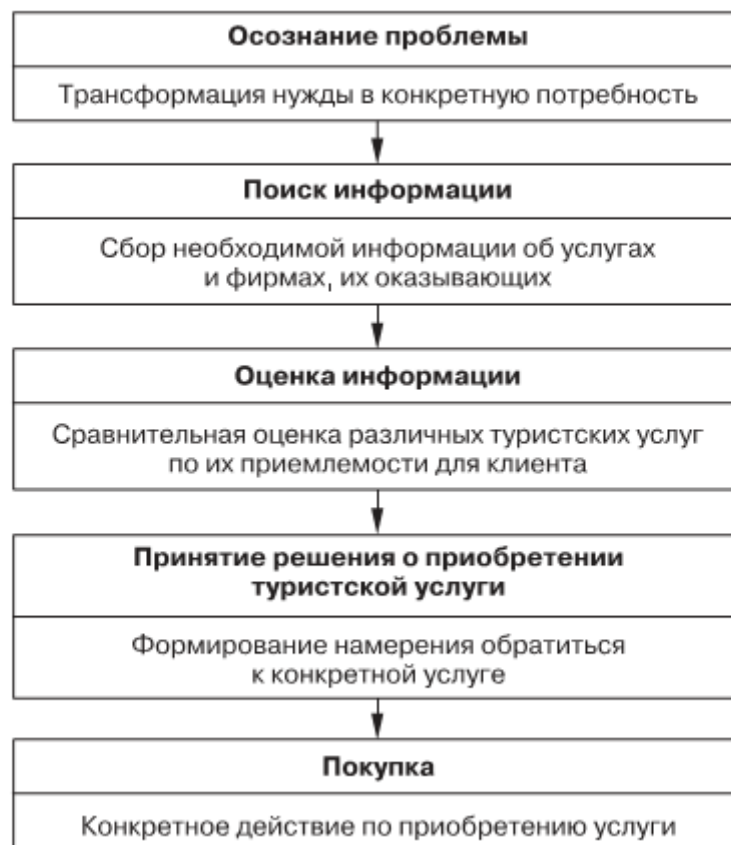 Осознание проблемы
Трансформация нужды в конкретную потребность
Поиск информации
Сбор необходимой информации об услугах
и фирмах, их оказывающих
Оценка информации
Сравнительная оценка различных туристских услуг
по их приемлемости для клиента
Принятие решения о приобретении
туристской услуги
Формирование намерения обратиться
к конкретной услуге
Покупка
Конкретное действие по приобретению услуги